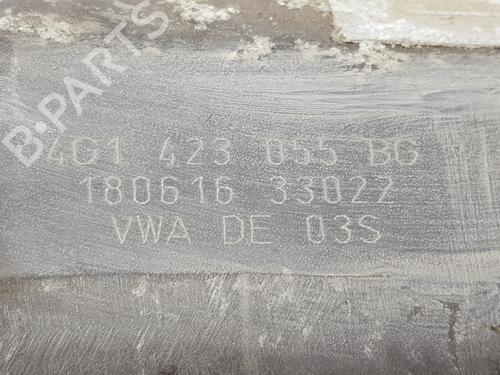 B-PARTS
4G1 423 055 BG
180616 33022
VWA DE 03S